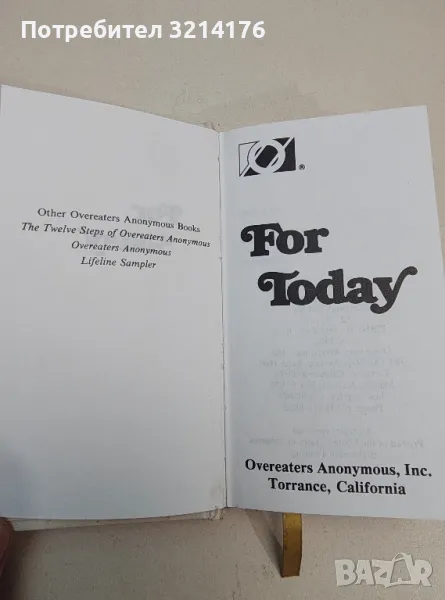 Потребител 3214176
Other Overeaters Anonymous Books
The Twelve Steps of Overeaters Anonymous
Overeaters Anonymous
Lifeline Sampler
®
For
Today
Overeaters Anonymous, Inc.
Torrance, California
BAZAR